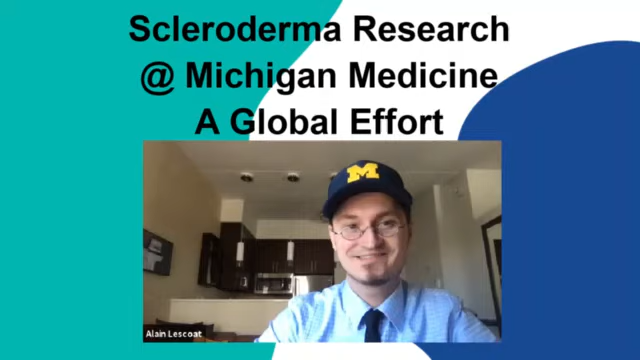 Scleroderma Research
@ Michigan Medicine
A Global Effort
M
Alain Lescoat